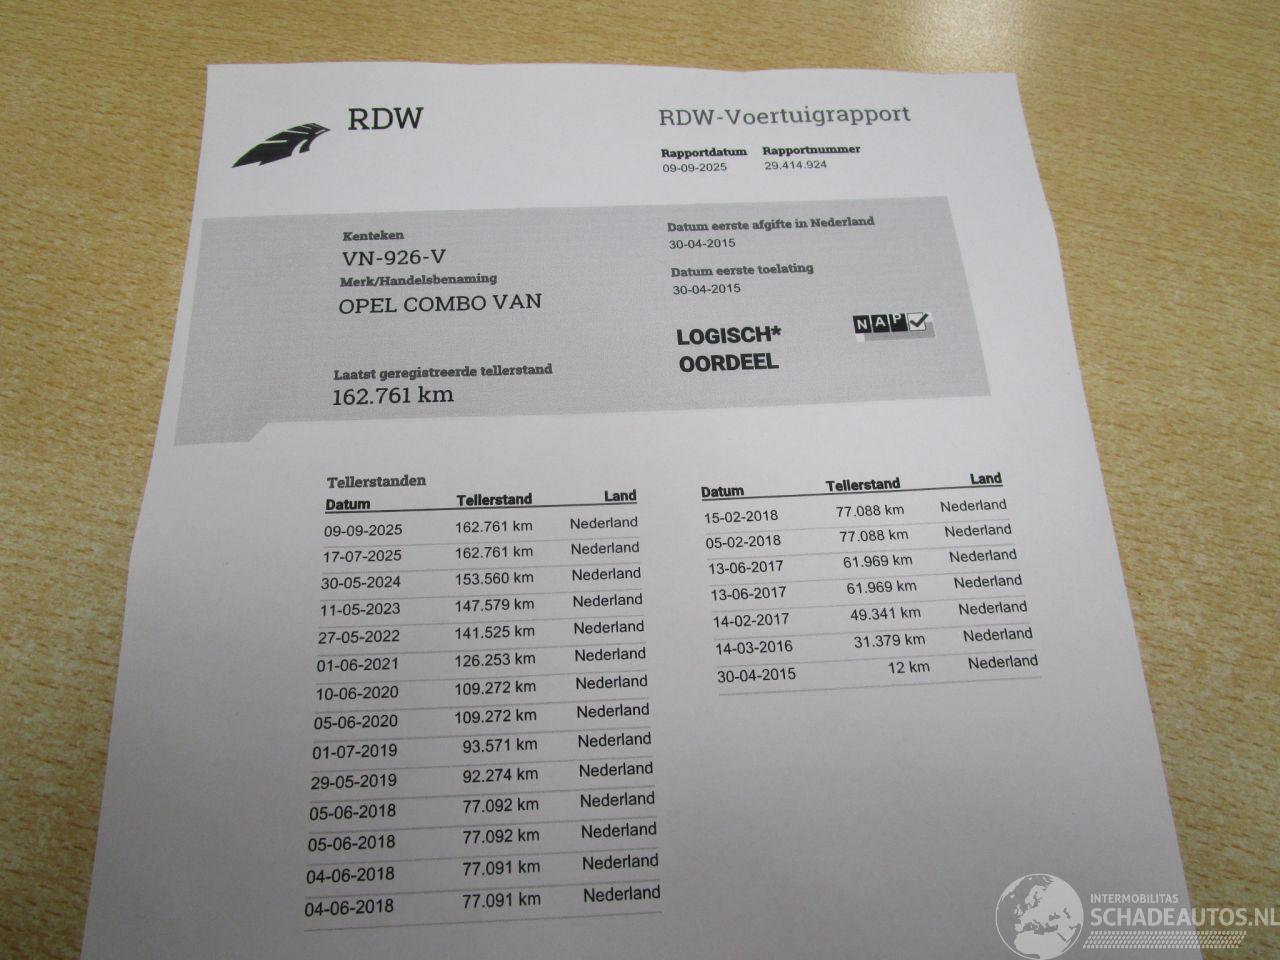 RDW
RDW-Voertuigrapport
Rapportdatum Rapportnummer
09-09-2025 29.414.924
Kenteken
VN-926-V
Merk/Handelsbenaming
OPEL COMBO VAN
Laatst geregistreerde tellerstand
162.761 km
Datum eerste afgifte in Nederland
30-04-2015
Datum eerste toelating
30-04-2015
LOGISCH*
OORDEEL
NAP
Tellerstanden
Datum Tellerstand Land
09-09-2025 162.761 km Nederland
17-07-2025 162.761 km Nederland
30-05-2024 153.560 km Nederland
11-05-2023 147.579 km Nederland
27-05-2022 141.525 km Nederland
01-06-2021 126.253 km Nederland
10-06-2020 109.272 km Nederland
05-06-2020 109.272 km Nederland
01-07-2019 93.571 km Nederland
29-05-2019 92.274 km Nederland
05-06-2018 77.092 km Nederland
05-06-2018 77.092 km Nederland
04-06-2018 77.091 km Nederland
04-06-2018 77.091 km Nederland
Datum Tellerstand Land
15-02-2018 77.088 km Nederland
05-02-2018 77.088 km Nederland
13-06-2017 61.969 km Nederland
13-06-2017 61.969 km Nederland
14-02-2017 49.341 km Nederland
14-03-2016 31.379 km Nederland
30-04-2015 12 km Nederland
INTERMOBILITAS
SCHADEAUTOS.NL